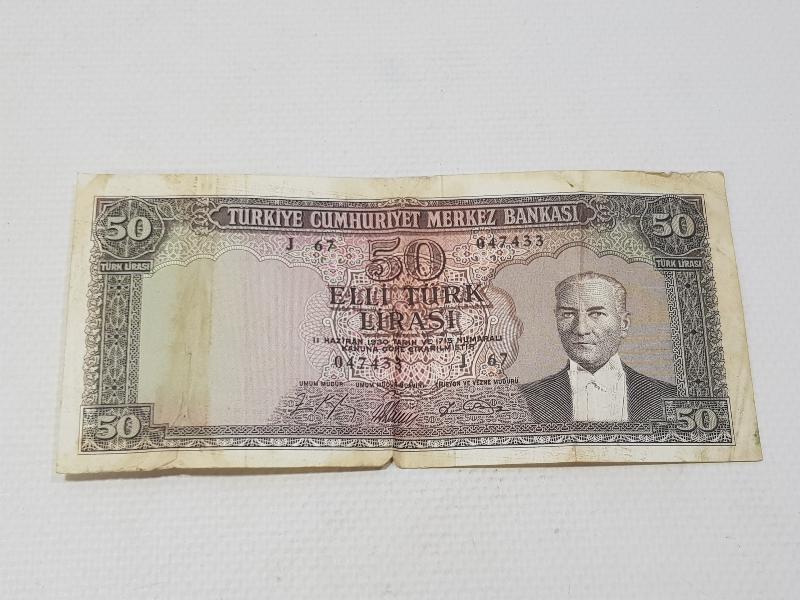 TÜRKİYE CUMHURİYET MERKEZ BANKASI
50
50
J 67
047433
TÜRK LİRASI
TÜRK LİRASI
50
ELLİ TÜRK
LİRASI
11 HAZİRAN 1930 TARİH VE 1715 NUMARALI
KANUNA GÖRE ÇIKARILMIŞTIR
047433
J 67
UMUM MÜDÜR
UMUM MÜDÜR MUAVİNİ
VE VEZNE MÜDÜRÜ
50
50